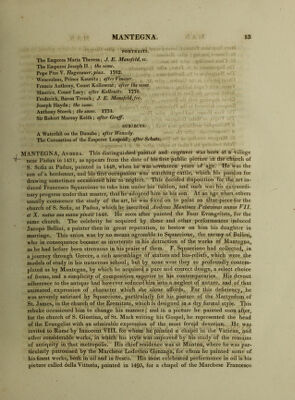 MANTEGNA.
13
PORTRAITS.
The Empress Maria Theresa; J. E. Mansfeld, sc.
The Emperor Joseph II.; the same.
Pope Pius V. Hagenauer, pinx. 1782.
Wenceslaus, Prince Kaunitz; after Vinazer.
Francis Anthony, Count Kollowrat; after the same.
Maurice, Count Lacy; after Kollonitz. 1776.
Frederick, Baron Trenck; J. E. Mansfeld, fec.
Joseph Haydn; the same.
Anthony Storck; the same. 1773.
Sir Robert Murray Keith; after Graff.
SUBJECTS.
A Waterfall on the Danube; after Wenzely.
The Coronation of the Emperor Leopold; after Schutz.
MANTEGNA, Andrea. This distinguished painter and engraver was born at a village
near Padua in 1431, as appears from the date of his first public picture in the church of
S. Sofia at Padua, painted in 1448, when he was seventeen years of age. He was the
son of a herdsman, and his first occupation was watching cattle, which his passion for
drawing sometimes occasioned him to neglect. This decided disposition for the art in-
duced Francesco Squarcione to take him under his tuition, and such was his extraordi-
nary progress under that master, that he adopted him as his son. At an age when others
usually commence the study of the art, he was fixed on to paint an altar-piece for the
church of S. Sofia, at Padua, which he inscribed Andreas Mantinea Patavinus annos VII.
et X. natus sua manu pinxit 1448. He soon after painted the Four Evangelists, for the
same church. The celebrity he acquired by these and other performances induced
Jacopo Bellini, a painter then in great reputation, to bestow on him his daughter in
marriage. This union was by no means agreeable to Squarcione, the enemy of Bellini,
who in consequence became as intemperate in his detraction of the works of Mantegna,
as he had before been strenuous in his praise of them. F. Squarcione had collected, in
a journey through Greece, a rich assemblage of statues and bas-reliefs, which were the
models of study in his numerous school; but by none were they so profoundly contem-
plated as by Mantegna, by which he acquired a pure and correct design, a select choice
of forms, and a simplicity of composition superior to his contemporaries. His devout
adherence to the antique had however reduced him into a neglect of nature, and of that
animated expression of character which she alone affords. For this deficiency, he
was severely satirised by Squarcione, particularly for his picture of the Martyrdom of
St. James, in the church of the Eremitani, which is designed in a dry formal style. This
rebuke occasioned him to change his manner; and in a picture he painted soon after,
for the church of S. Giustina, of St. Mark writing his Gospel, he represented the head
of the Evangelist with an admirable expression of the most fervid devotion. He was
invited to Rome by Innocent VIII. for whom he painted a chapel in the Vatican, and
other considerable works, in which his style was improved by his study of the remains
of antiquity in that metropolis. His chief residence was at Mantua, where he was par-
ticularly patronised by the Marchese Lodovico Gonzaga, for whom he painted some of
his finest works, both in oil and in fresco. His most celebrated performance in oil is his
picture called della Vittoria, painted in 1495, for a chapel of the Marchese Francesco